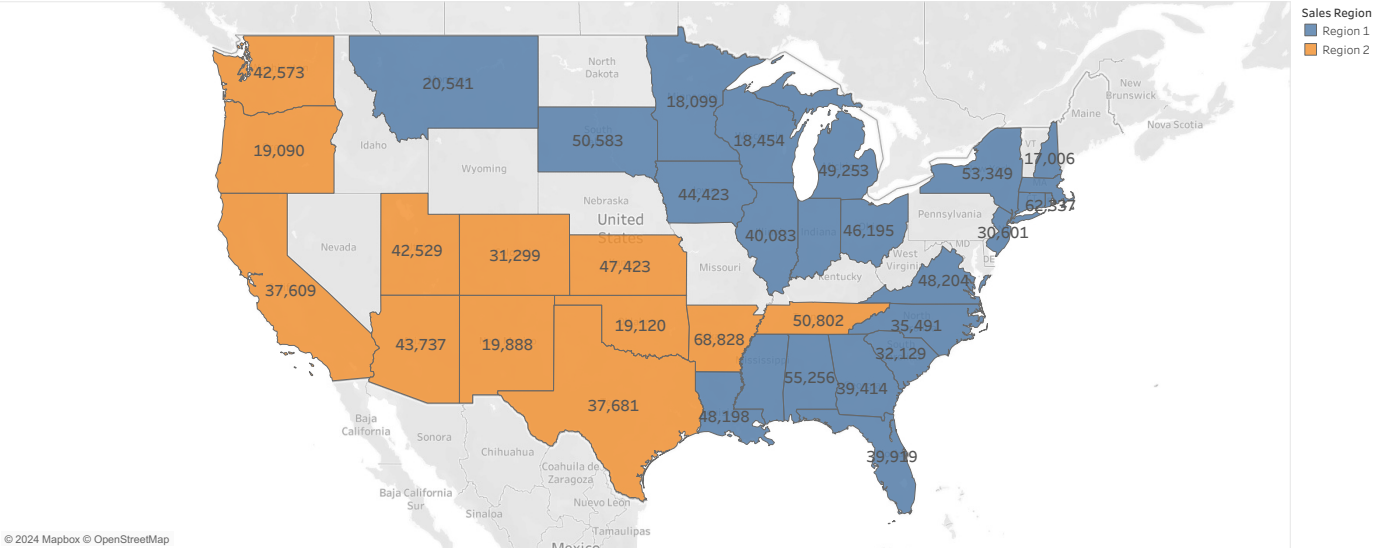 Sales Region
Region 1
Region 2
42,573
20,541
North
Dakota
18,099
New
Brunswick
Maine
Nova Scotia
19,090
Idaho
50,583
18,454
VT
17,006
Wyoming
49,253
53,349
44,423
Nebraska
62,337
United
States
Pennsylvania
30,601
40,083
Indiana
46,195
Nevada
42,529
31,299
47,423
Missouri
West
Virginia
MD
DE
Kentucky
48,204
37,609
50,802
35,491
43,737
19,888
19,120
68,828
Mississippi
32,129
55,256
39,414
37,681
48,198
Baja
California
Sonora
Chihuahua
39,919
Coahuila de
Zaragoza
Baja California
Sur
Sinaloa
Nuevo León
Tamaulipas
México
© 2024 Mapbox © OpenStreetMap